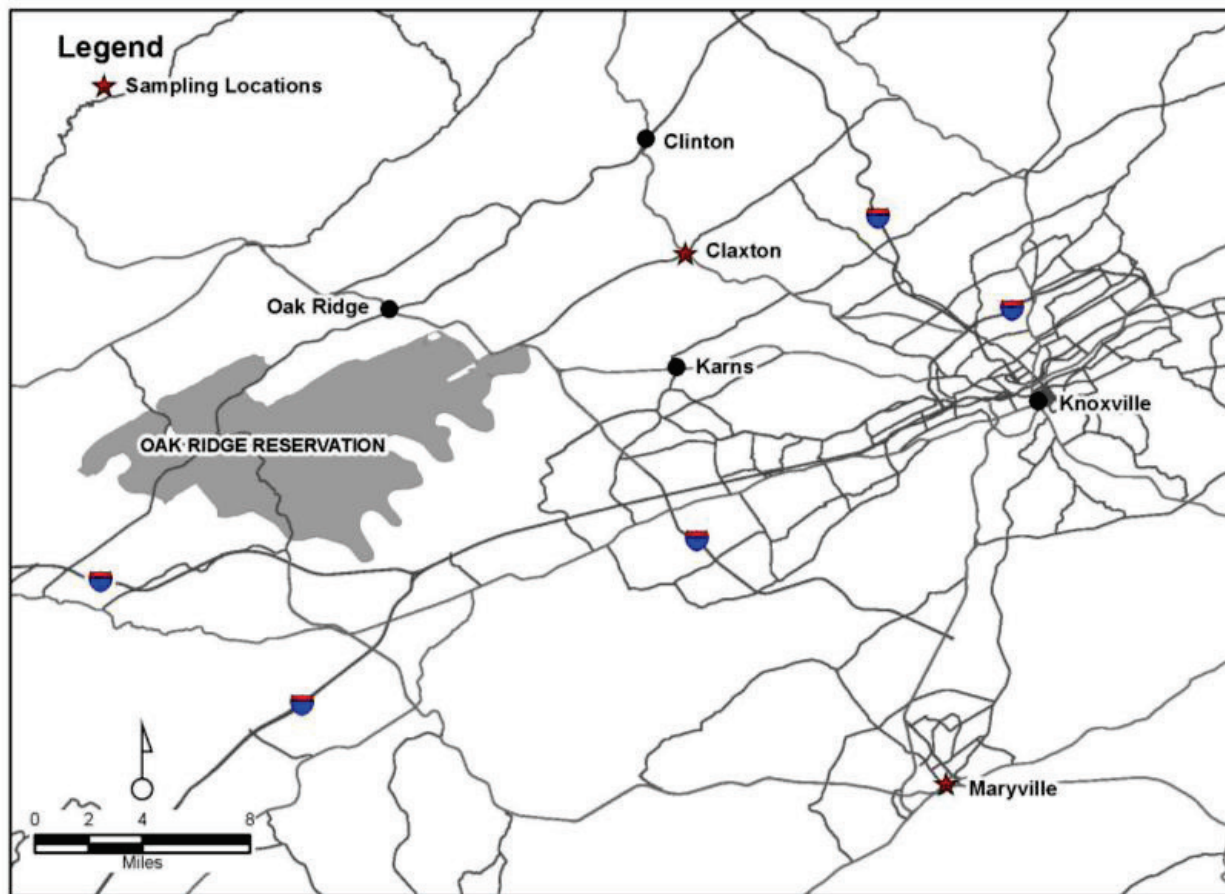 Legend
Sampling Locations
Clinton
Claxton
Oak Ridge
Karns
Knoxville
OAK RIDGE RESERVATION
Maryville
0 2 4 8
Miles